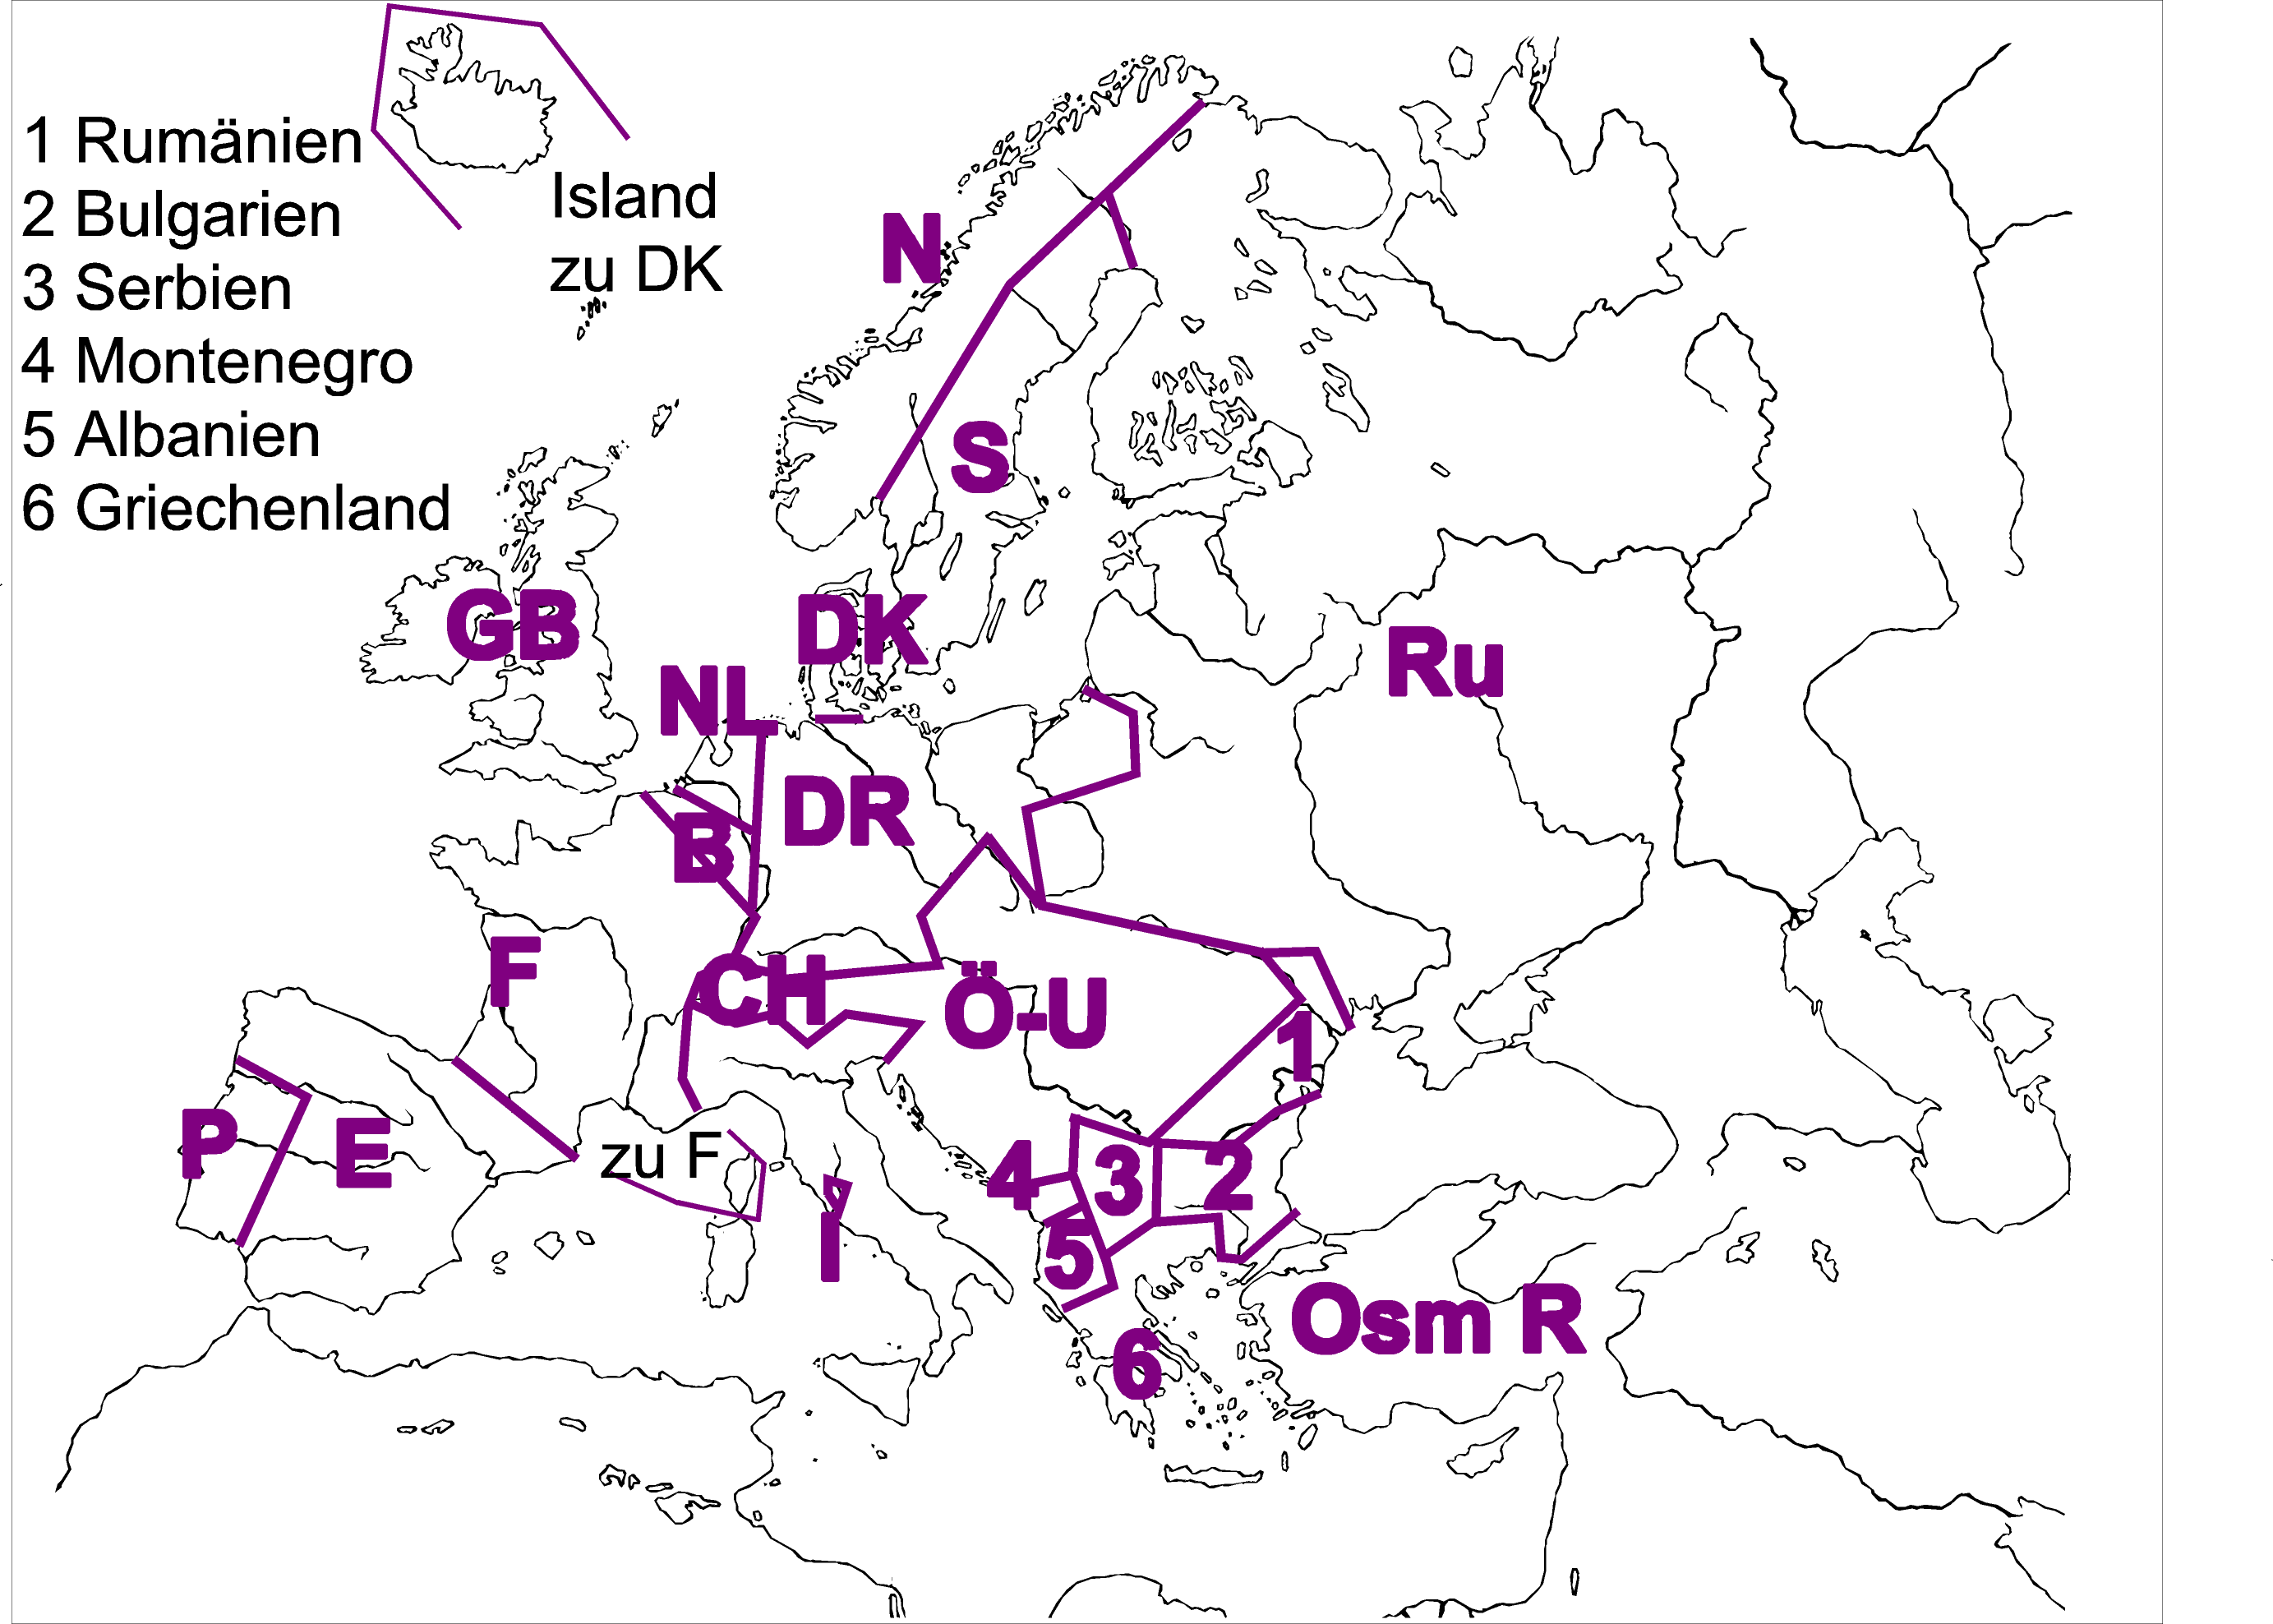 1 Rumänien
2 Bulgarien
3 Serbien
4 Montenegro
5 Albanien
6 Griechenland
Island
zu DK
N
S
GB
DK
Ru
NL
DR
B
F
CH
Ö-U
1
P
E
zu F
4
3
2
I
5
Osm R
6